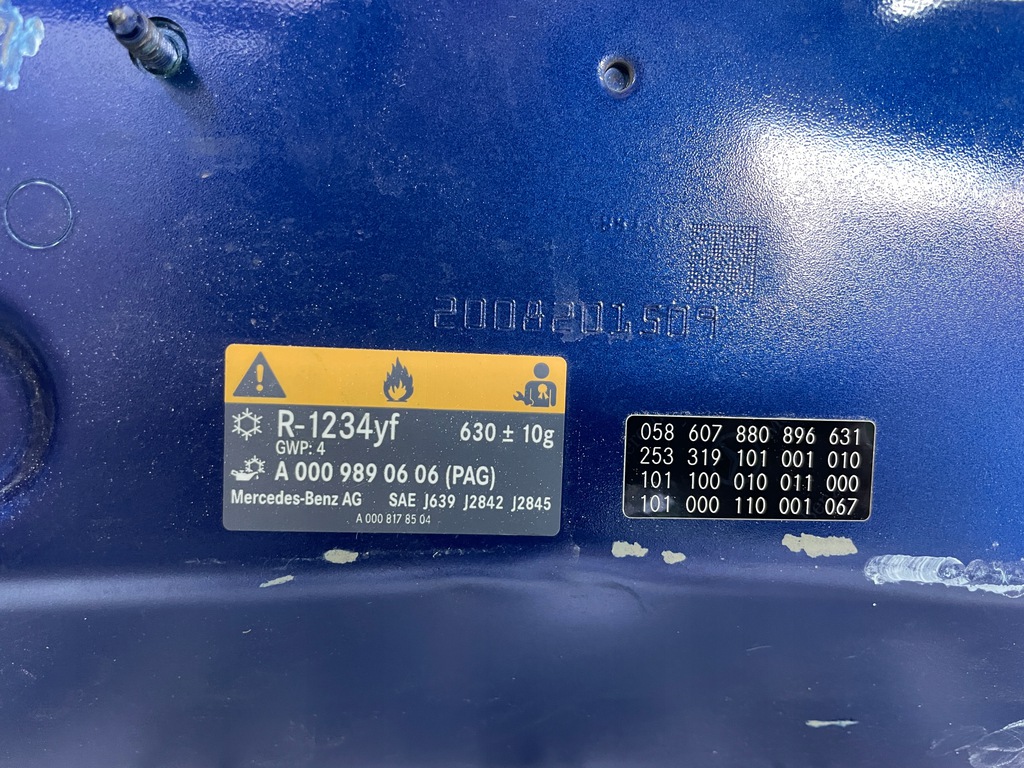 2008201509
R-1234yf 630 ± 10g
GWP: 4
A 000 989 06 06 (PAG)
Mercedes-Benz AG SAE J639 J2842 J2845
A 000 817 85 04
058 607 880 896 631
253 319 101 001 010
101 100 010 011 000
101 000 110 001 067